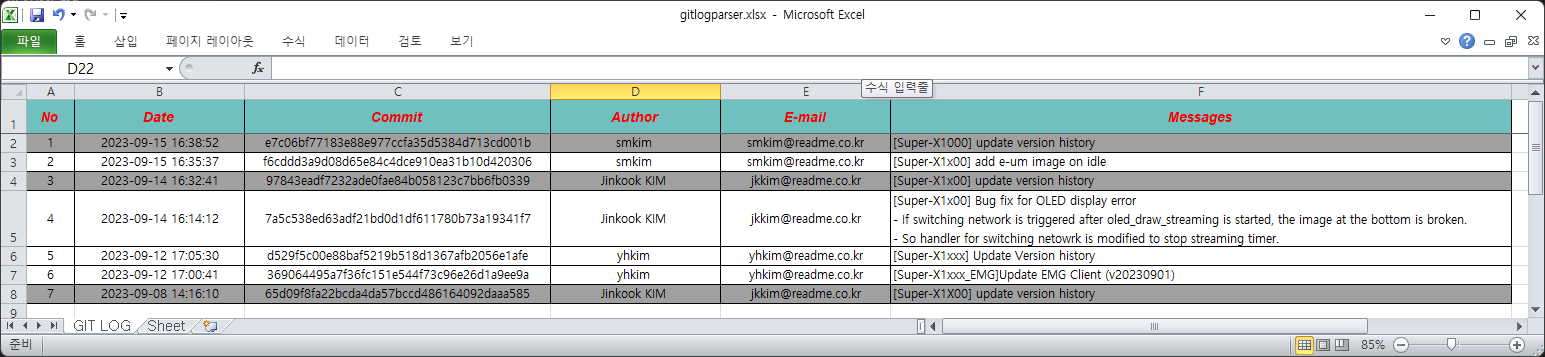 gitlogparser.xlsx - Microsoft Excel
파일 홈 삽입 페이지 레이아웃 수식 데이터 검토 보기
D22 fx
수식 입력줄
A B C D E F
1 No Date Commit Author E-mail Messages
2 1 2023-09-15 16:38:52 e7c06bf77183e88e977ccfa35d5384d713cd001b smkim smkim@readme.co.kr [Super-X1000] update version history
3 2 2023-09-15 16:35:37 f6cddd3a9d08d65e84c4dce910ea31b10d420306 smkim smkim@readme.co.kr [Super-X1x00] add e-um image on idle
4 3 2023-09-14 16:32:41 97843eadf7232ade0fae84b058123c7bb6fb0339 Jinkook KIM jkkim@readme.co.kr [Super-X1x00] update version history
5 4 2023-09-14 16:14:12 7a5c538ed63adf21bd0d1df611780b73a19341f7 Jinkook KIM jkkim@readme.co.kr [Super-X1x00] Bug fix for OLED display error
- If switching network is triggered after oled_draw_streaming is started, the image at the bottom is broken.
- So handler for switching netowrk is modified to stop streaming timer.
6 5 2023-09-12 17:05:30 d529f5c00e88baf5219b518d1367afb2056e1afe yhkim yhkim@readme.co.kr [Super-X1xxx] Update Version history
7 6 2023-09-12 17:00:41 369064495a7f36fc151e544f73c96e26d1a9ee9a yhkim yhkim@readme.co.kr [Super-X1xxx_EMG]Update EMG Client (v20230901)
8 7 2023-09-08 14:16:10 65d09f8fa22bcda4da57bccd486164092daaa585 Jinkook KIM jkkim@readme.co.kr [Super-X1X00] update version history
9
GIT LOG Sheet
준비 85%